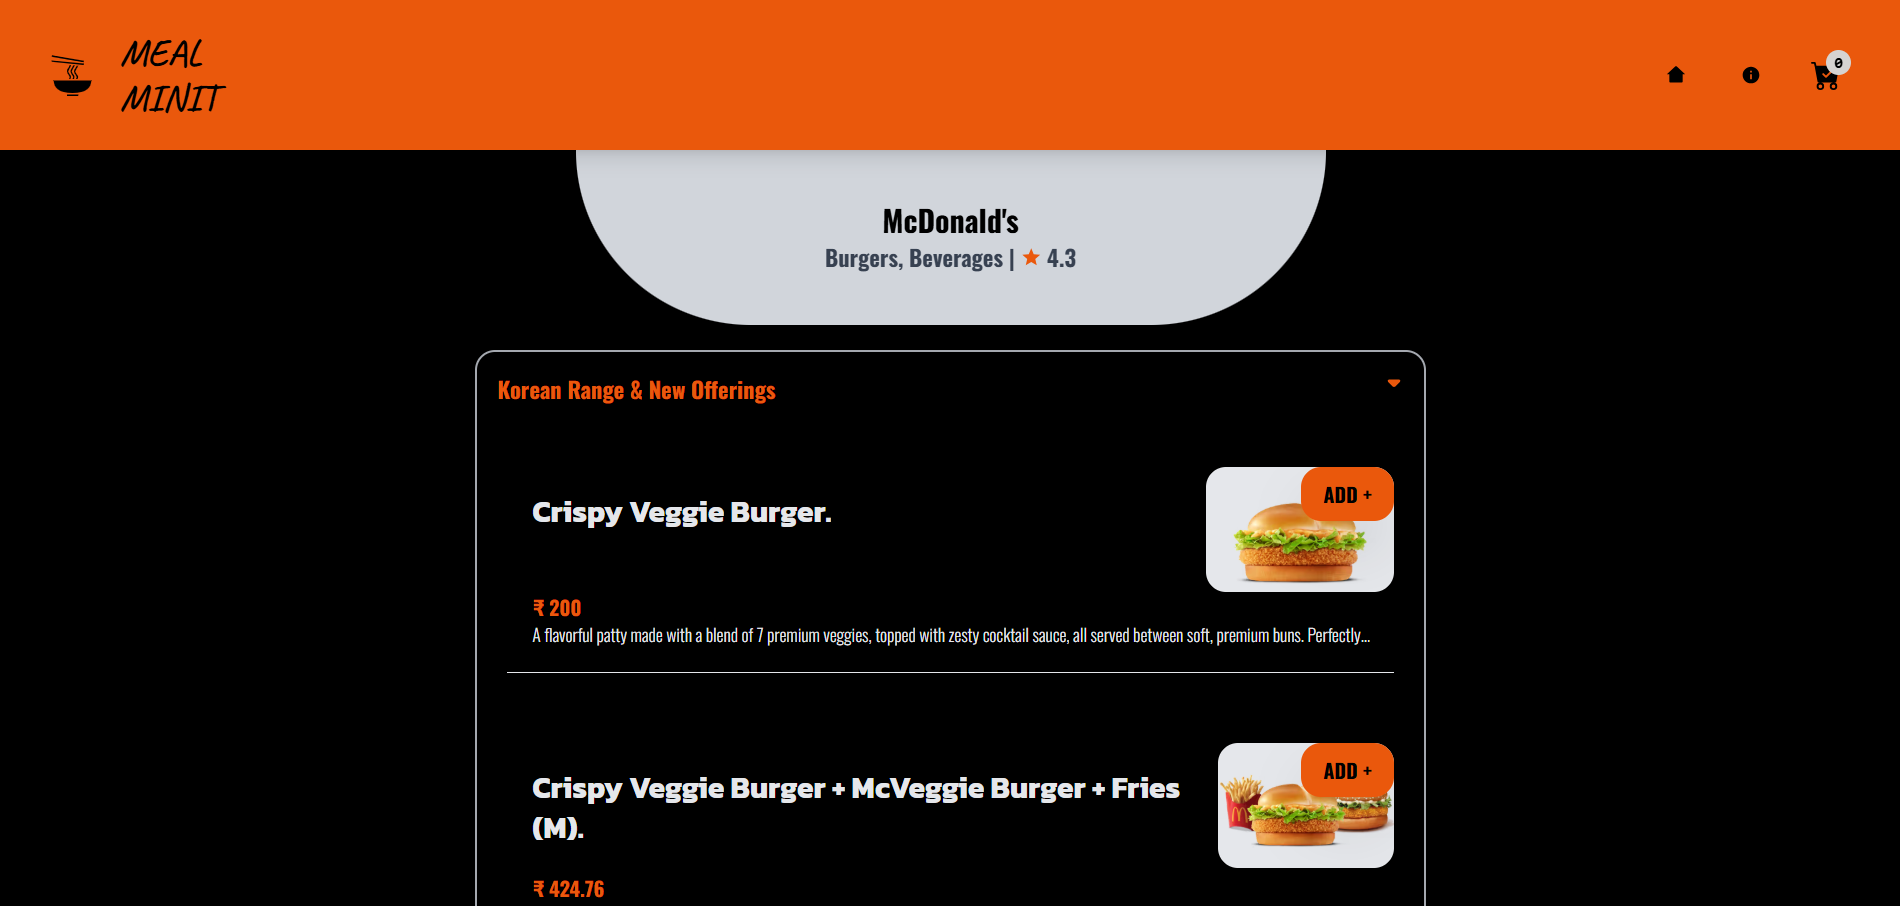 MEAL
MINIT
0
McDonald's
Burgers, Beverages | ★ 4.3
Korean Range & New Offerings
Crispy Veggie Burger.
ADD +
₹ 200
A flavorful patty made with a blend of 7 premium veggies, topped with zesty cocktail sauce, all served between soft, premium buns. Perfectly...
Crispy Veggie Burger + McVeggie Burger + Fries
(M).
ADD +
₹ 424.76